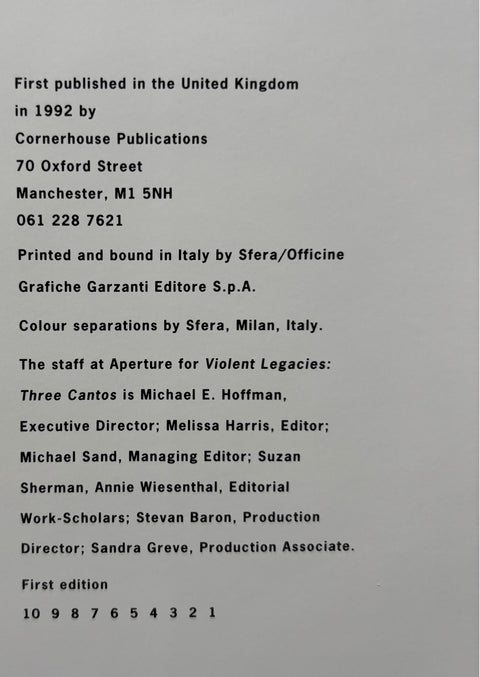 First published in the United Kingdom
in 1992 by
Cornerhouse Publications
70 Oxford Street
Manchester, M1 5NH
061 228 7621
Printed and bound in Italy by Sfera/Officine
Grafiche Garzanti Editore S.p.A.
Colour separations by Sfera, Milan, Italy.
The staff at Aperture for Violent Legacies:
Three Cantos is Michael E. Hoffman,
Executive Director; Melissa Harris, Editor;
Michael Sand, Managing Editor; Suzan
Sherman, Annie Wiesenthal, Editorial
Work-Scholars; Stevan Baron, Production
Director; Sandra Greve, Production Associate.
First edition
10 9 8 7 6 5 4 3 2 1